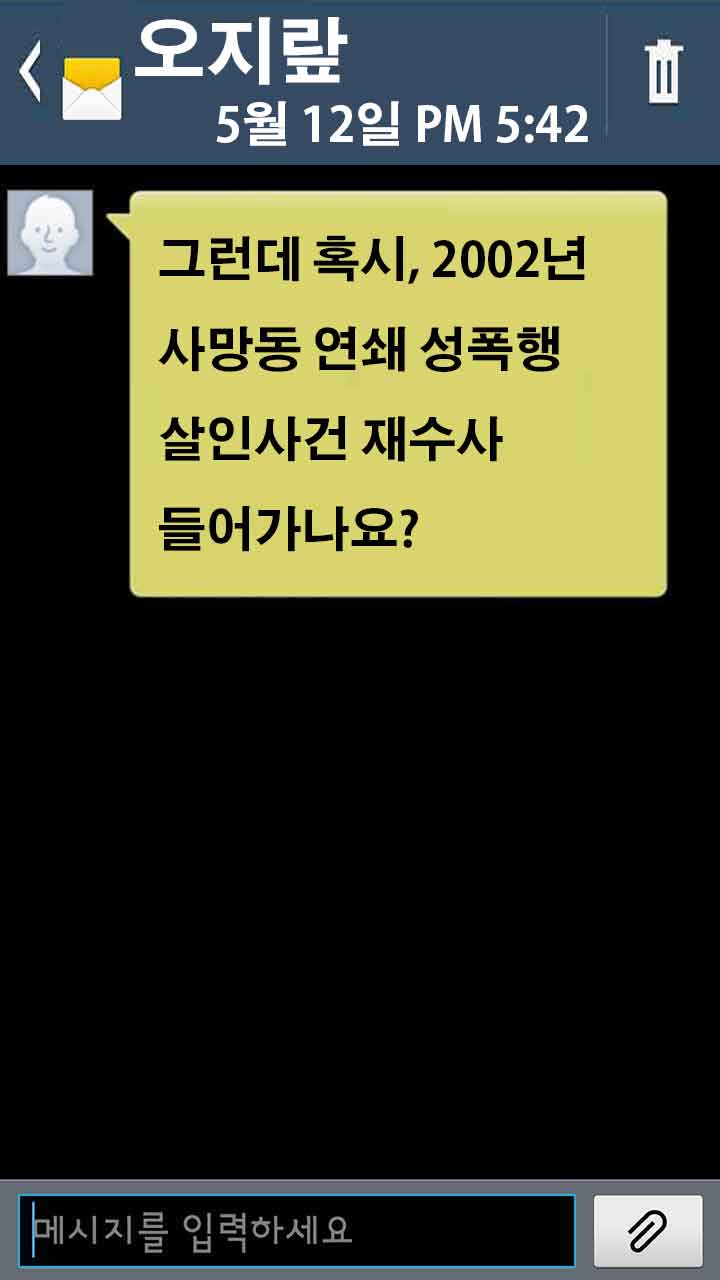 오지랖
5월 12일 PM 5:42
그런데 혹시, 2002년
사망동 연쇄 성폭행
살인사건 재수사
들어가나요?
메시지를 입력하세요